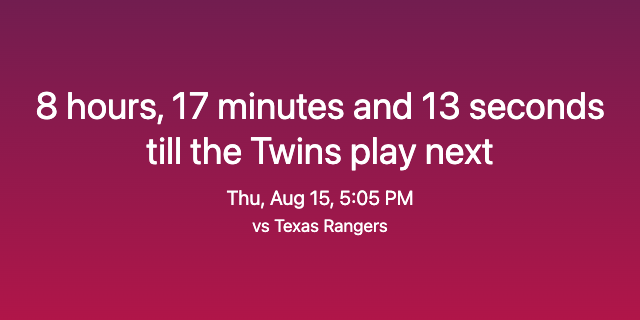 8 hours, 17 minutes and 13 seconds
till the Twins play next
Thu, Aug 15, 5:05 PM
vs Texas Rangers